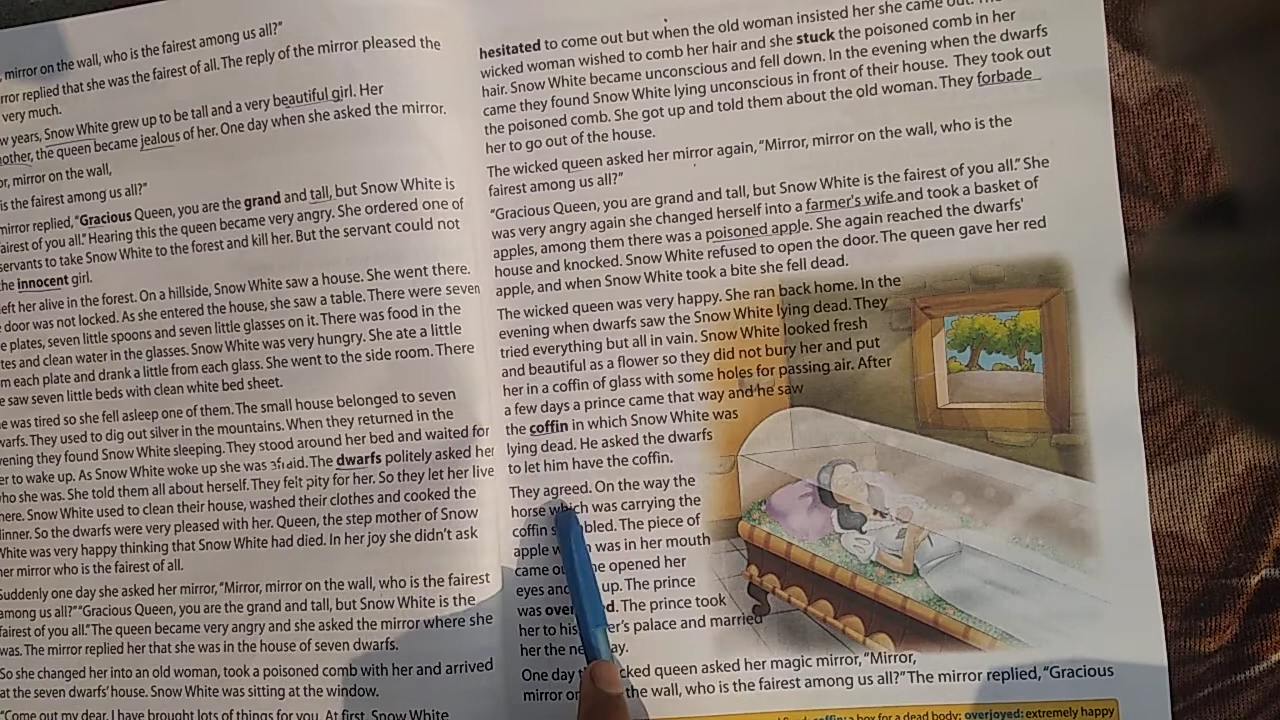 , mirror on the wall, who is the fairest among us all?"
rror replied that she was the fairest of all. The reply of the mirror pleased the
very much.
w years, Snow White grew up to be tall and a very beautiful girl. Her
other, the queen became jealous of her. One day when she asked the mirror.
or, mirror on the wall,
is the fairest among us all?"
mirror replied, "Gracious Queen, you are the grand and tall, but Snow White is
airest of you all." Hearing this the queen became very angry. She ordered one of
servants to take Snow White to the forest and kill her. But the servant could not
the innocent girl.
left her alive in the forest. On a hillside, Snow White saw a house. She went there.
door was not locked. As she entered the house, she saw a table. There were seven
e plates, seven little spoons and seven little glasses on it. There was food in the
tes and clean water in the glasses. Snow White was very hungry. She ate a little
m each plate and drank a little from each glass. She went to the side room. There
e saw seven little beds with clean white bed sheet.
e was tired so she fell asleep one of them. The small house belonged to seven
warfs. They used to dig out silver in the mountains. When they returned in the
vening they found Snow White sleeping. They stood around her bed and waited for
er to wake up. As Snow White woke up she was afraid. The dwarfs politely asked her
who she was. She told them all about herself. They felt pity for her. So they let her live
here. Snow White used to clean their house, washed their clothes and cooked the
dinner. So the dwarfs were very pleased with her. Queen, the step mother of Snow
White was very happy thinking that Snow White had died. In her joy she didn't ask
her mirror who is the fairest of all.
Suddenly one day she asked her mirror, "Mirror, mirror on the wall, who is the fairest
among us all?" "Gracious Queen, you are the grand and tall, but Snow White is the
fairest of you all." The queen became very angry and she asked the mirror where she
was. The mirror replied her that she was in the house of seven dwarfs.
So she changed her into an old woman, took a poisoned comb with her and arrived
at the seven dwarfs' house. Snow White was sitting at the window.
"Come out my dear, I have brought lots of things for you. At first, Snow White
hesitated to come out but when the old woman insisted her she came out. The
wicked woman wished to comb her hair and she stuck the poisoned comb in her
hair. Snow White became unconscious and fell down. In the evening when the dwarfs
came they found Snow White lying unconscious in front of their house. They took out
the poisoned comb. She got up and told them about the old woman. They forbade
her to go out of the house.
The wicked queen asked her mirror again, "Mirror, mirror on the wall, who is the
fairest among us all?"
"Gracious Queen, you are grand and tall, but Snow White is the fairest of you all." She
was very angry again she changed herself into a farmer's wife and took a basket of
apples, among them there was a poisoned apple. She again reached the dwarfs'
house and knocked. Snow White refused to open the door. The queen gave her red
apple, and when Snow White took a bite she fell dead.
The wicked queen was very happy. She ran back home. In the
evening when dwarfs saw the Snow White lying dead. They
tried everything but all in vain. Snow White looked fresh
and beautiful as a flower so they did not bury her and put
her in a coffin of glass with some holes for passing air. After
a few days a prince came that way and he saw
the coffin in which Snow White was
lying dead. He asked the dwarfs
to let him have the coffin.
They agreed. On the way the
horse which was carrying the
coffin bled. The piece of
apple was in her mouth
came opened her
eyes and up. The prince
was The prince took
her to his palace and married
her the
One day queen asked her magic mirror, "Mirror,
mirror on the wall, who is the fairest among us all?" The mirror replied, "Gracious
coffin: a box for a dead body; overjoyed: extremely happy